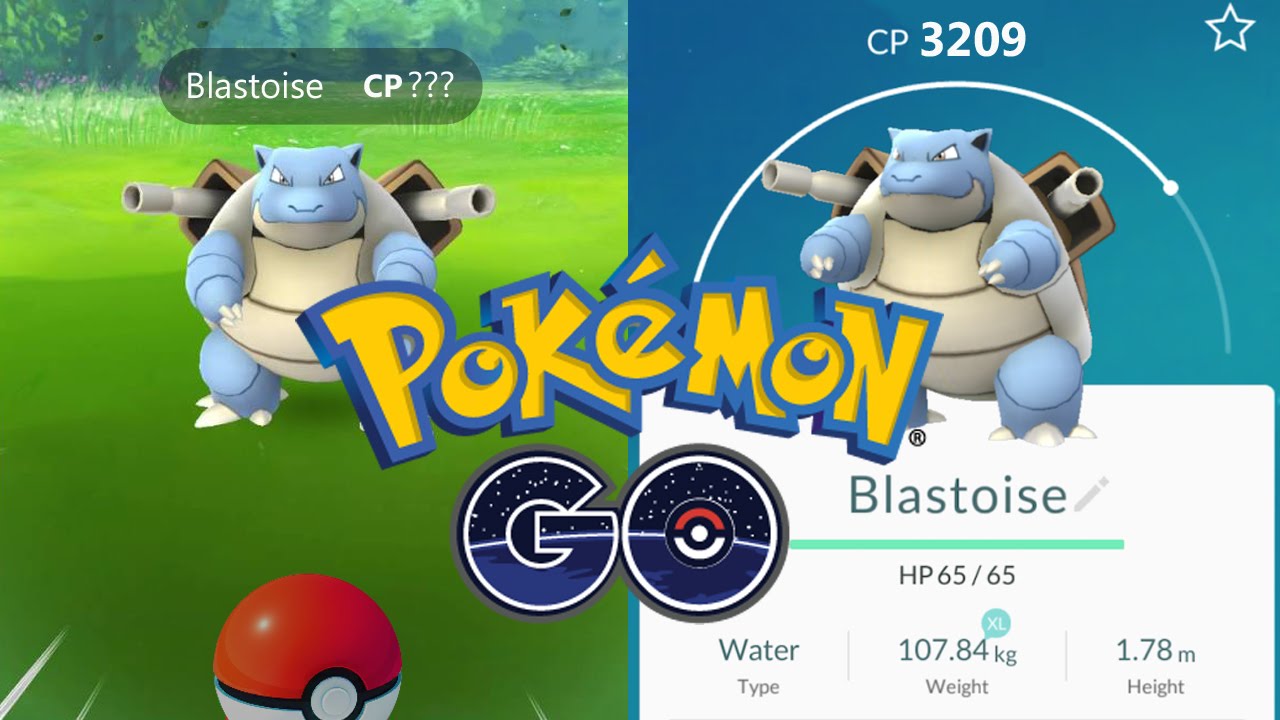 Blastoise CP???
CP 3209
POKéMON
®
GO
Blastoise
HP 65 / 65
XL
Water
107.84 kg
1.78 m
Type
Weight
Height